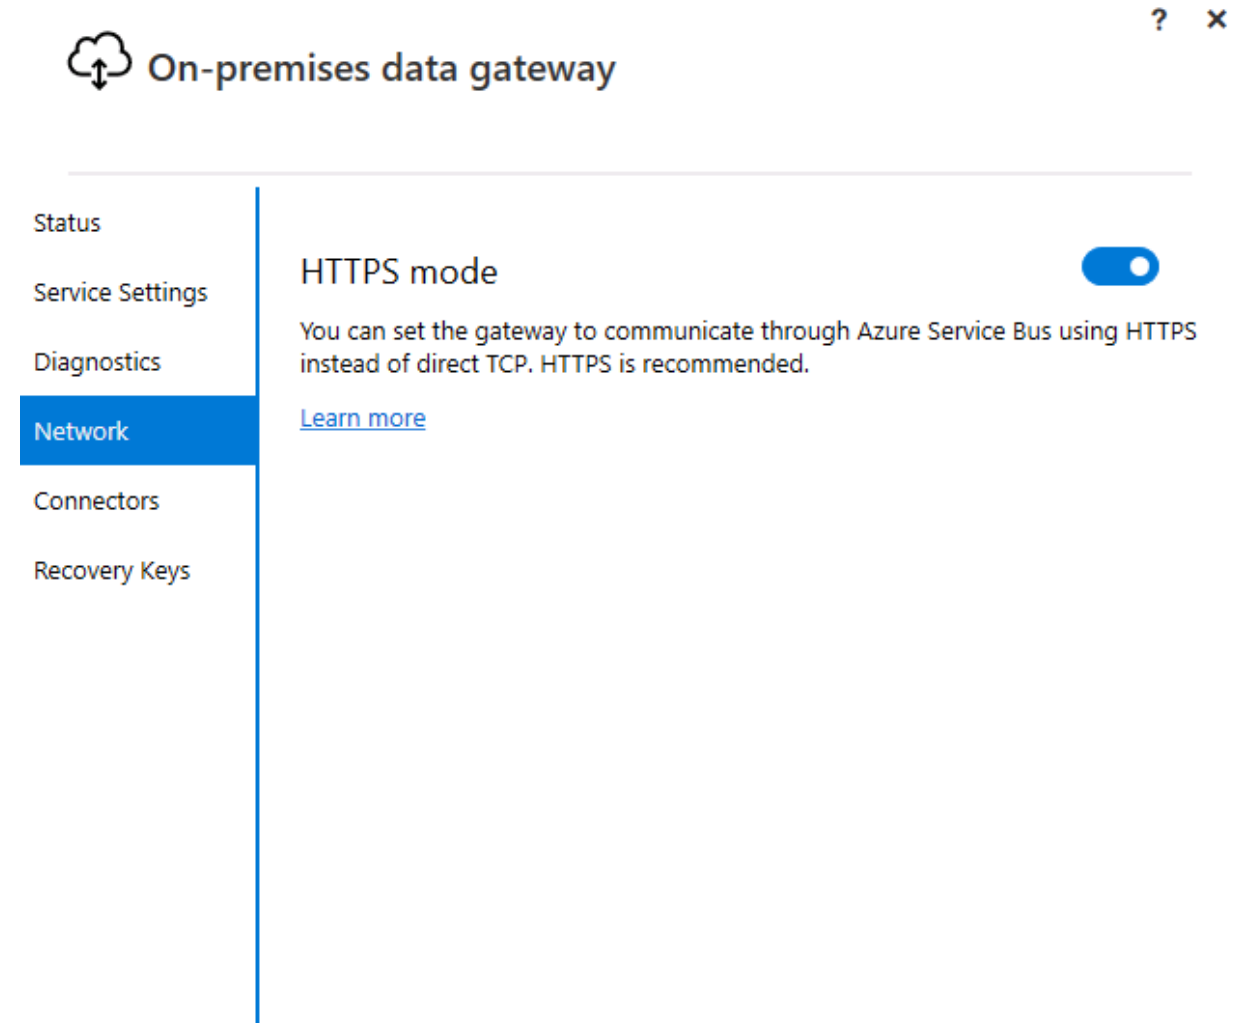 ? ×
On-premises data gateway
Status
Service Settings
Diagnostics
Network
Connectors
Recovery Keys
HTTPS mode
You can set the gateway to communicate through Azure Service Bus using HTTPS
instead of direct TCP. HTTPS is recommended.
Learn more